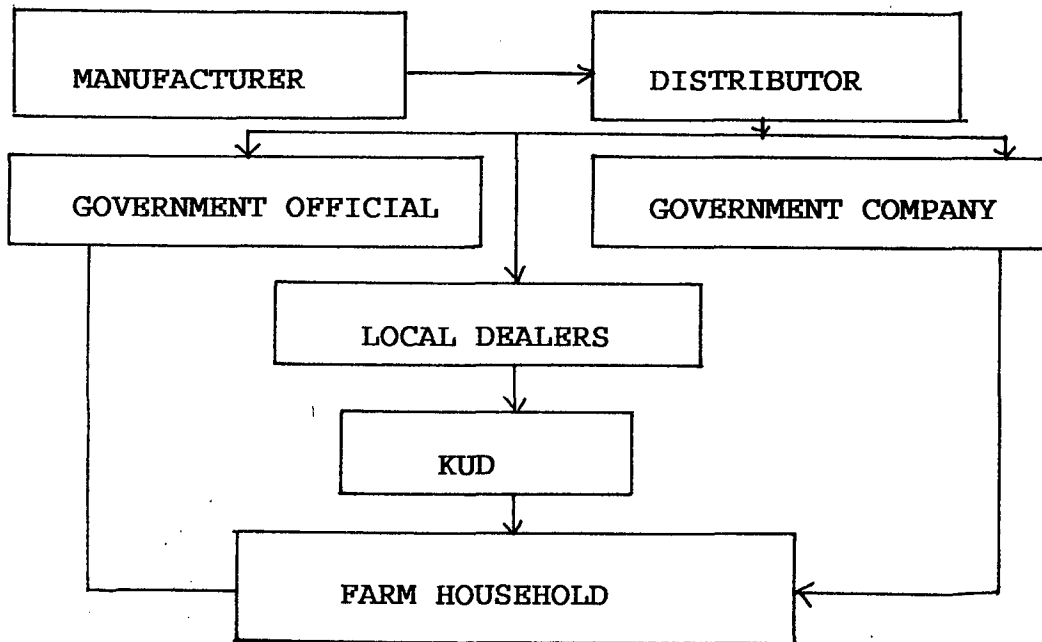 MANUFACTURER
DISTRIBUTOR
GOVERNMENT OFFICIAL
GOVERNMENT COMPANY
LOCAL DEALERS
KUD
FARM HOUSEHOLD